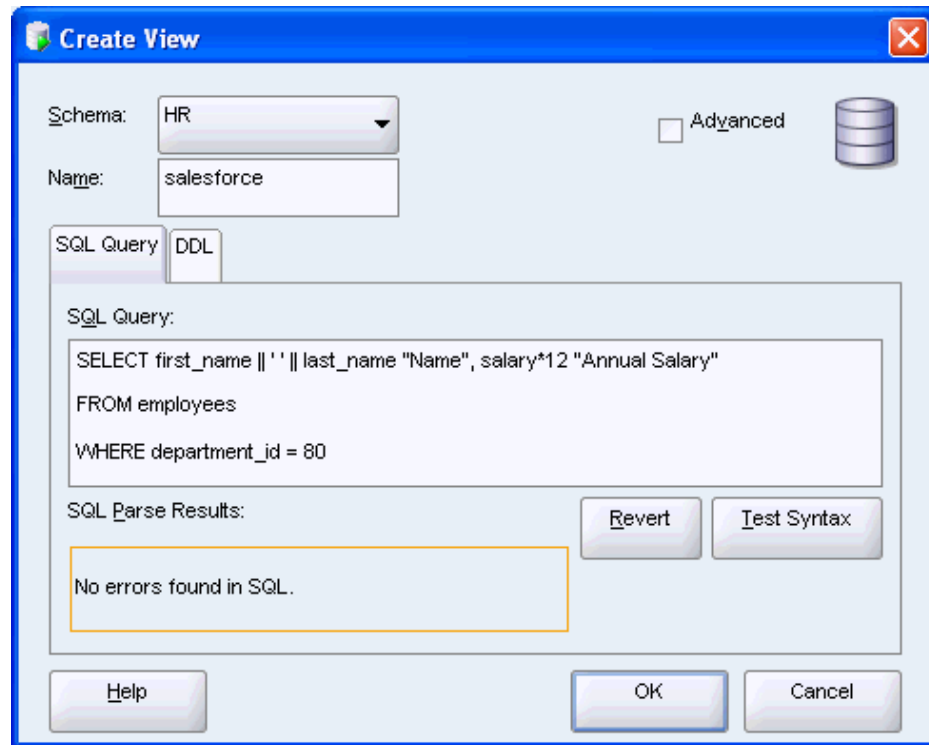 Create View
Schema: HR
Advanced
Name: salesforce
SQL Query DDL
SQL Query:
SELECT first_name || ' ' || last_name "Name", salary*12 "Annual Salary"
FROM employees
WHERE department_id = 80
SQL Parse Results:
Revert Test Syntax
No errors found in SQL.
Help OK Cancel